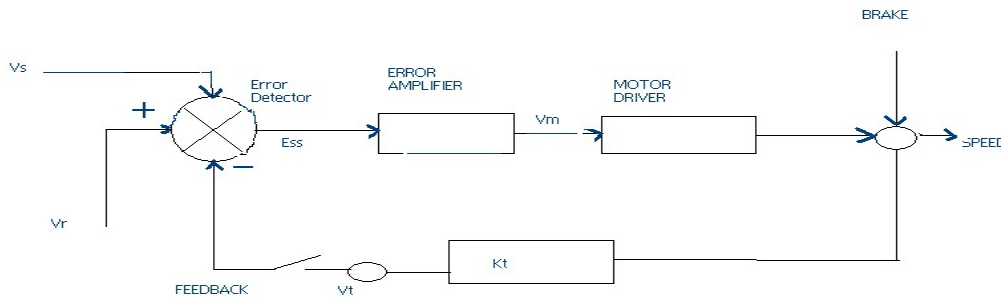 BRAKE
Vs
Error
Detector
ERROR
AMPLIFIER
MOTOR
DRIVER
+
Ess
Vm
SPEED
−
Vr
Kt
FEEDBACK
Vt